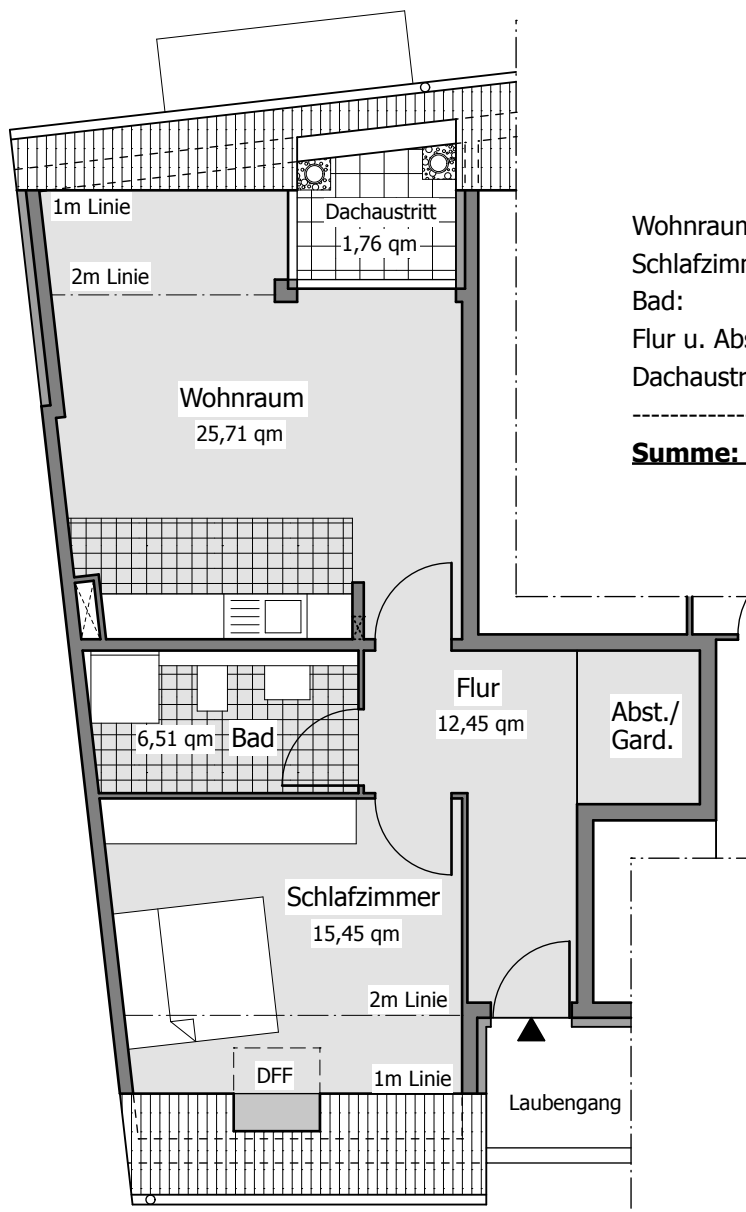 1m Linie
Dachaustritt
1,76 qm
2m Linie
Wohnraum
25,71 qm
Wohnraum
Schlafzimm
Bad:
Flur u. Abs
Dachaustr
------------
Summe:
Flur
12,45 qm
Abst./
Gard.
6,51 qm Bad
Schlafzimmer
15,45 qm
2m Linie
DFF
1m Linie
Laubengang